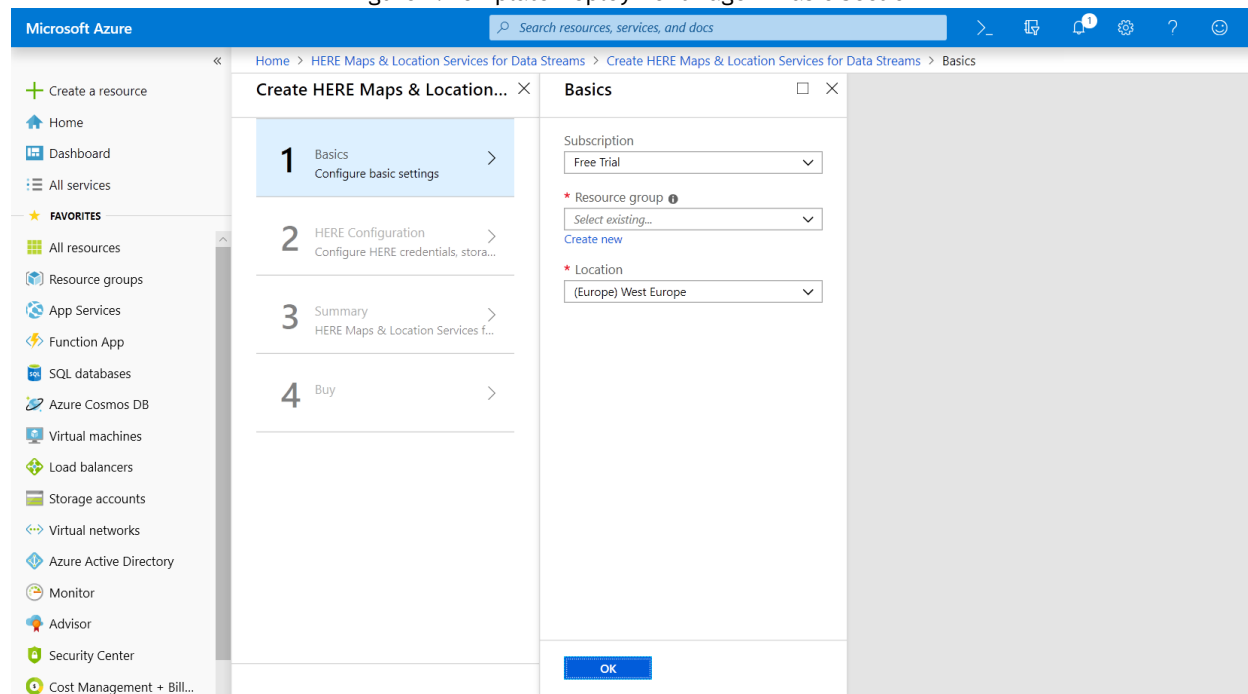 Microsoft Azure
Search resources, services, and docs
1
Home > HERE Maps & Location Services for Data Streams > Create HERE Maps & Location Services for Data Streams > Basics
Create a resource
Home
Dashboard
All services
FAVORITES
All resources
Resource groups
App Services
Function App
SQL databases
Azure Cosmos DB
Virtual machines
Load balancers
Storage accounts
Virtual networks
Azure Active Directory
Monitor
Advisor
Security Center
Cost Management + Bill...
Create HERE Maps & Location...
1
Basics
Configure basic settings
2
HERE Configuration
Configure HERE credentials, stora...
3
Summary
HERE Maps & Location Services f...
4
Buy
Basics
Subscription
Free Trial
* Resource group
Select existing...
Create new
* Location
(Europe) West Europe
OK